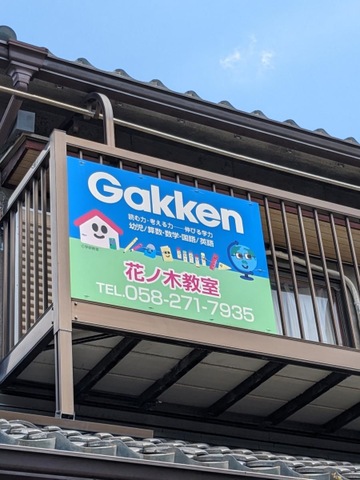 Gakken
読む力・考える力──伸びる学力
幼児/算数・数学・国語/英語
花ノ木教室
TEL.058-271-7935